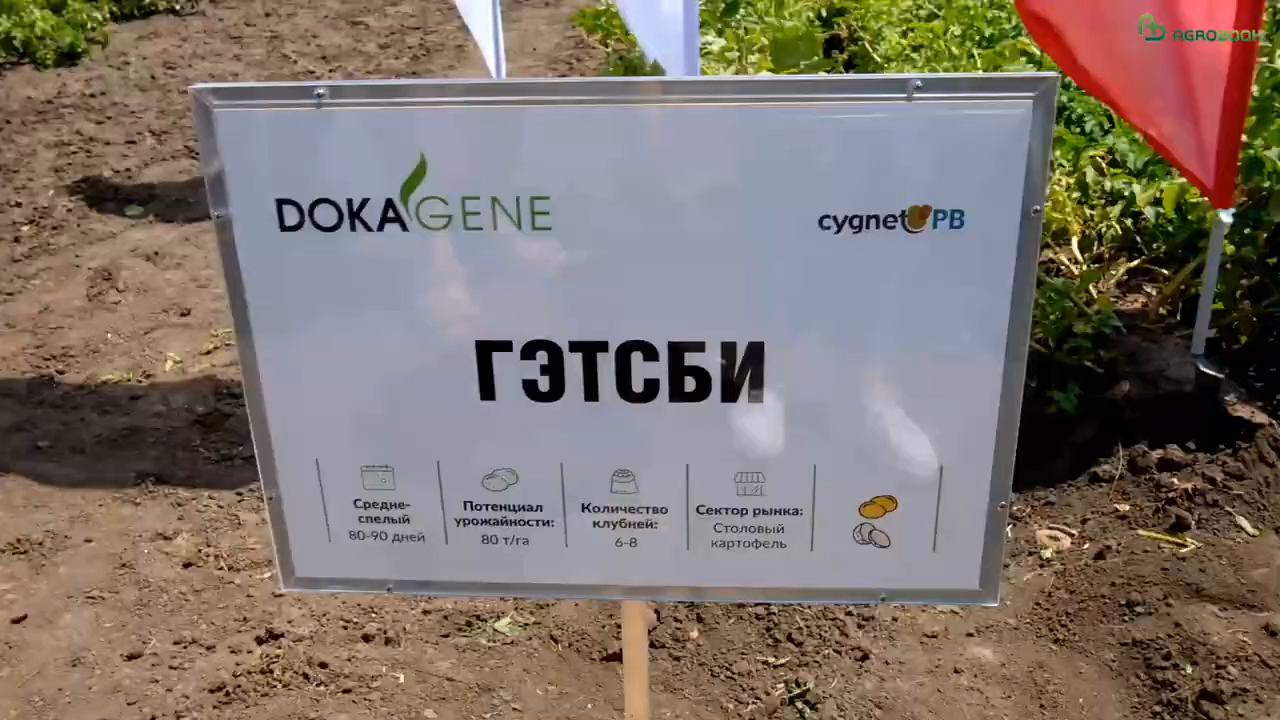 AGROBOOK
DOKAGENE
cygnet PB
ГЭТСБИ
Средне-
спелый
80-90 дней
Потенциал
урожайности:
80 т/га
Количество
клубней:
6-8
Сектор рынка:
Столовый
картофель